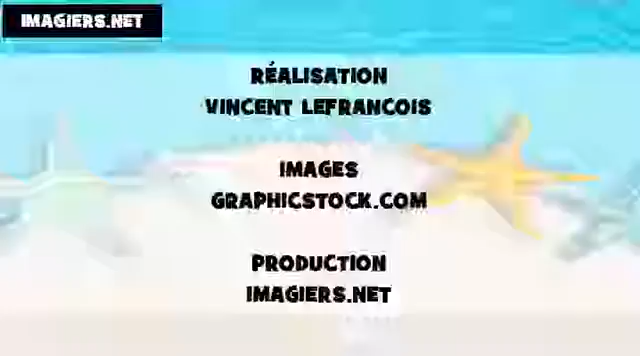 IMAGIERS.NET
RÉALISATION
VINCENT LEFRANCOIS
IMAGES
GRAPHICSTOCK.COM
PRODUCTION
IMAGIERS.NET